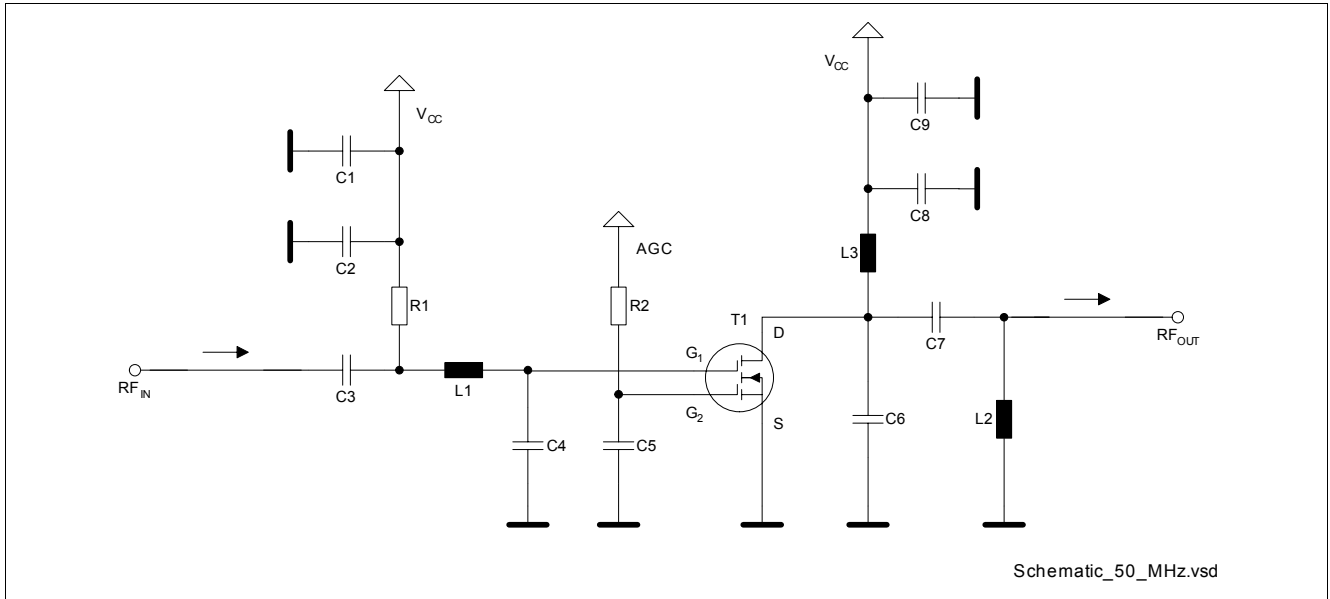 V_CC
V_CC
C9
C1
C8
AGC
C2
L3
R1
R2
T1
D
C7
RF_OUT
G_1
RF_IN
C3
L1
G_2
S
C4
C5
C6
L2
Schematic_50_MHz.vsd